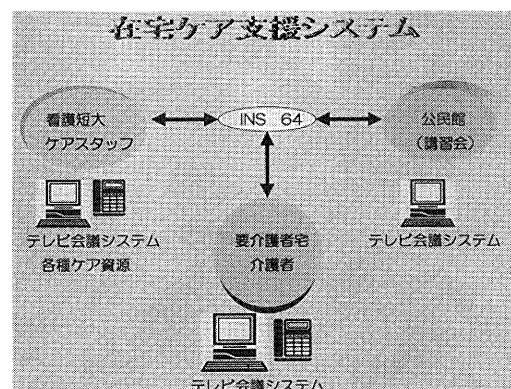 在宅ケア支援システム
看護短大
ケアスタッフ
INS 64
公民館
(講習会)
テレビ会議システム
各種ケア資源
要介護者宅
介護者
テレビ会議システム
テレビ会議システム